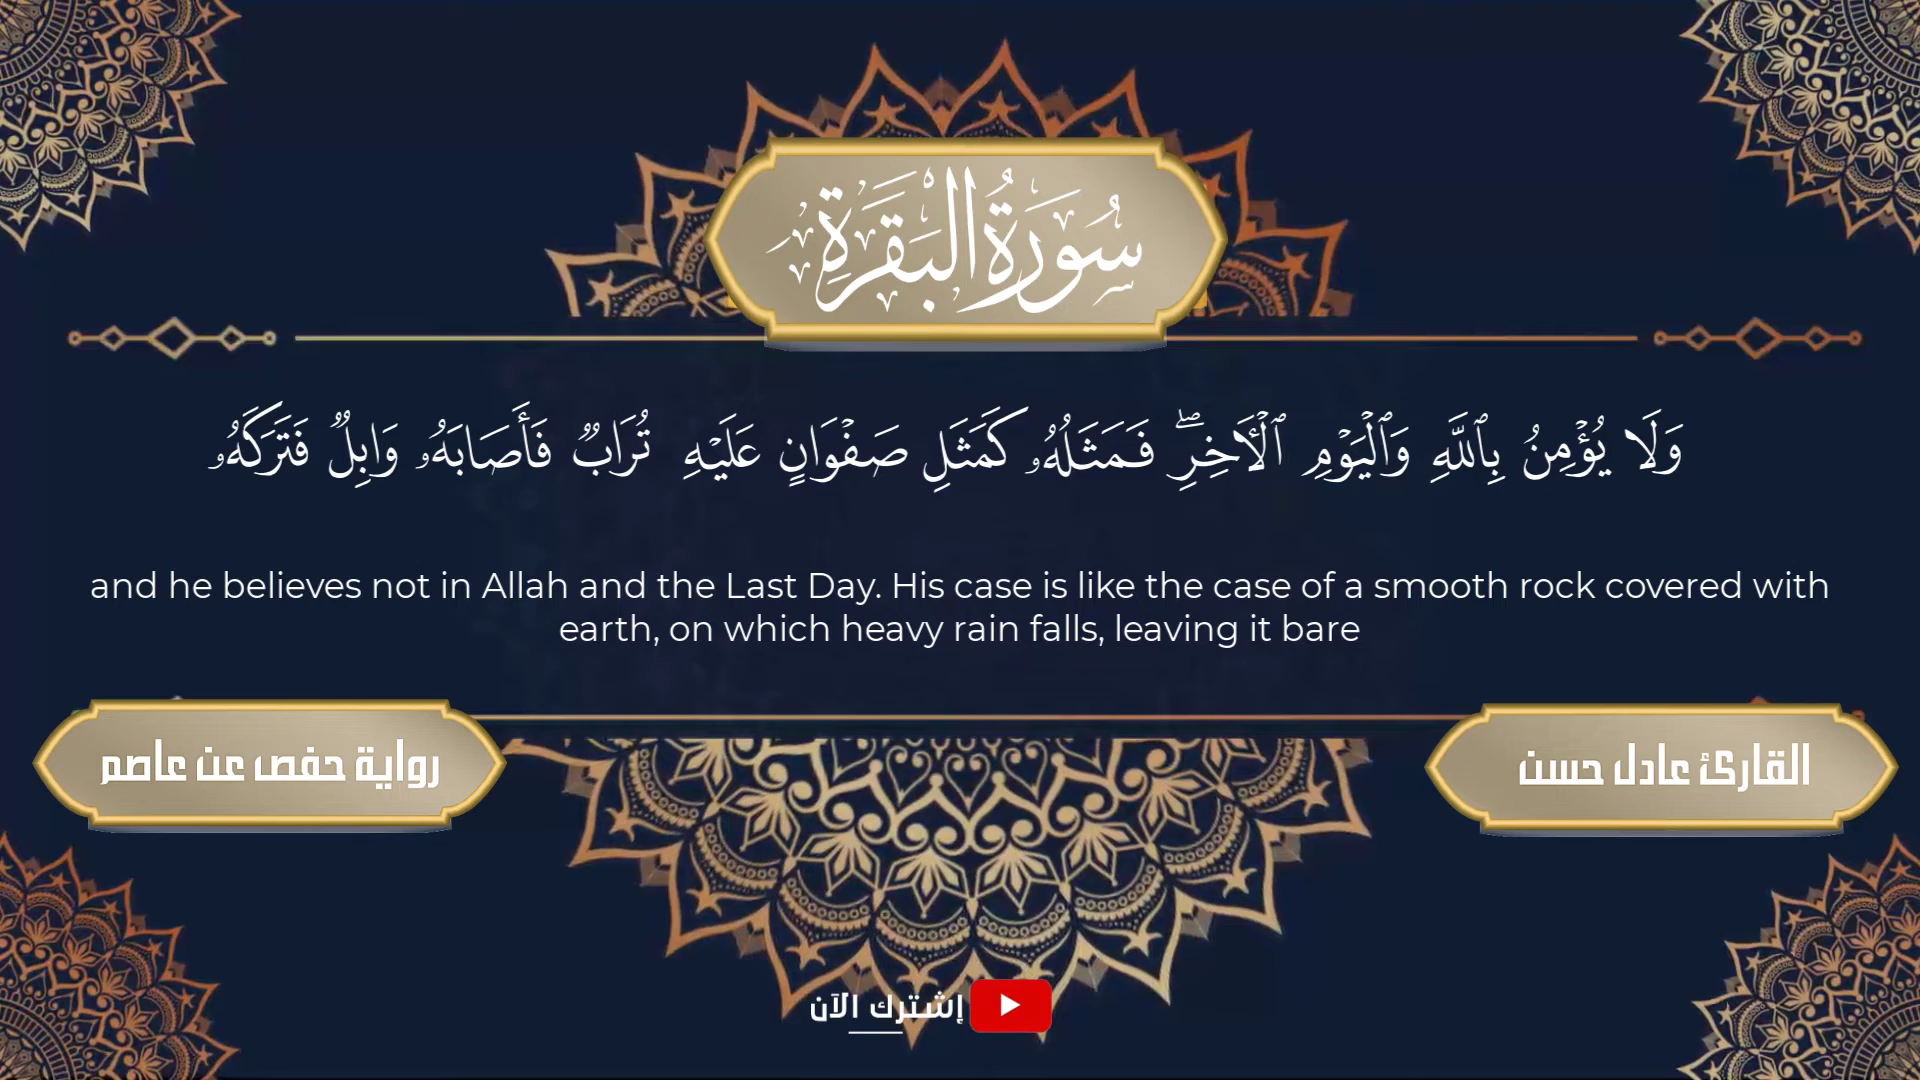 سُورَةُ البَقَرَةِ
وَلَا يُؤْمِنُ بِٱللَّهِ وَٱلْيَوْمِ ٱلْأَخِرِۖ فَمَثَلُهُۥ كَمَثَلِ صَفْوَانٍ عَلَيْهِ تُرَابٌ فَأَصَابَهُۥ وَابِلٌ فَتَرَكَهُۥ
and he believes not in Allah and the Last Day. His case is like the case of a smooth rock covered with
earth, on which heavy rain falls, leaving it bare
القارئ عادل حسن
رواية حفص عن عاصم
إشترك الآن